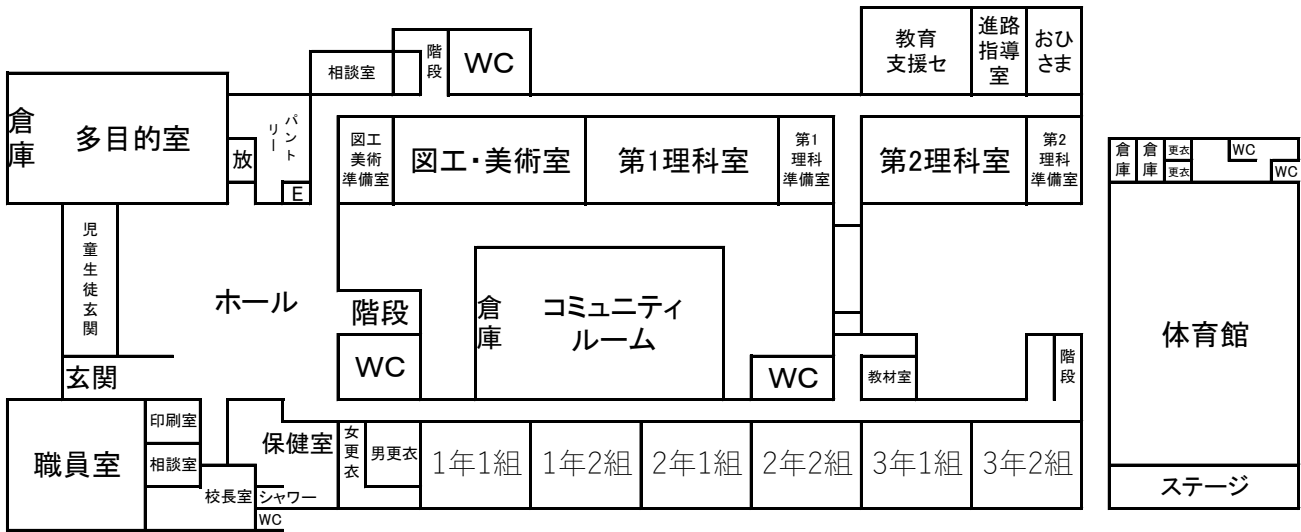 教育
支援セ
進路
指導
室
おひ
さま
階
段
WC
相談室
倉
庫
多目的室
パント
リー
放
E
図工
美術
準備室
図工・美術室
第1理科室
第1
理科
準備室
第2理科室
第2
理科
準備室
倉
庫
倉
庫
更衣
更衣
WC
WC
児童生徒玄関
ホール
階段
WC
倉
庫
コミュニティ
ルーム
WC
教材室
階
段
体育館
玄関
職員室
印刷室
相談室
校長室
保健室
シャワー
WC
女
更
衣
男更衣
1年1組
1年2組
2年1組
2年2組
3年1組
3年2組
ステージ